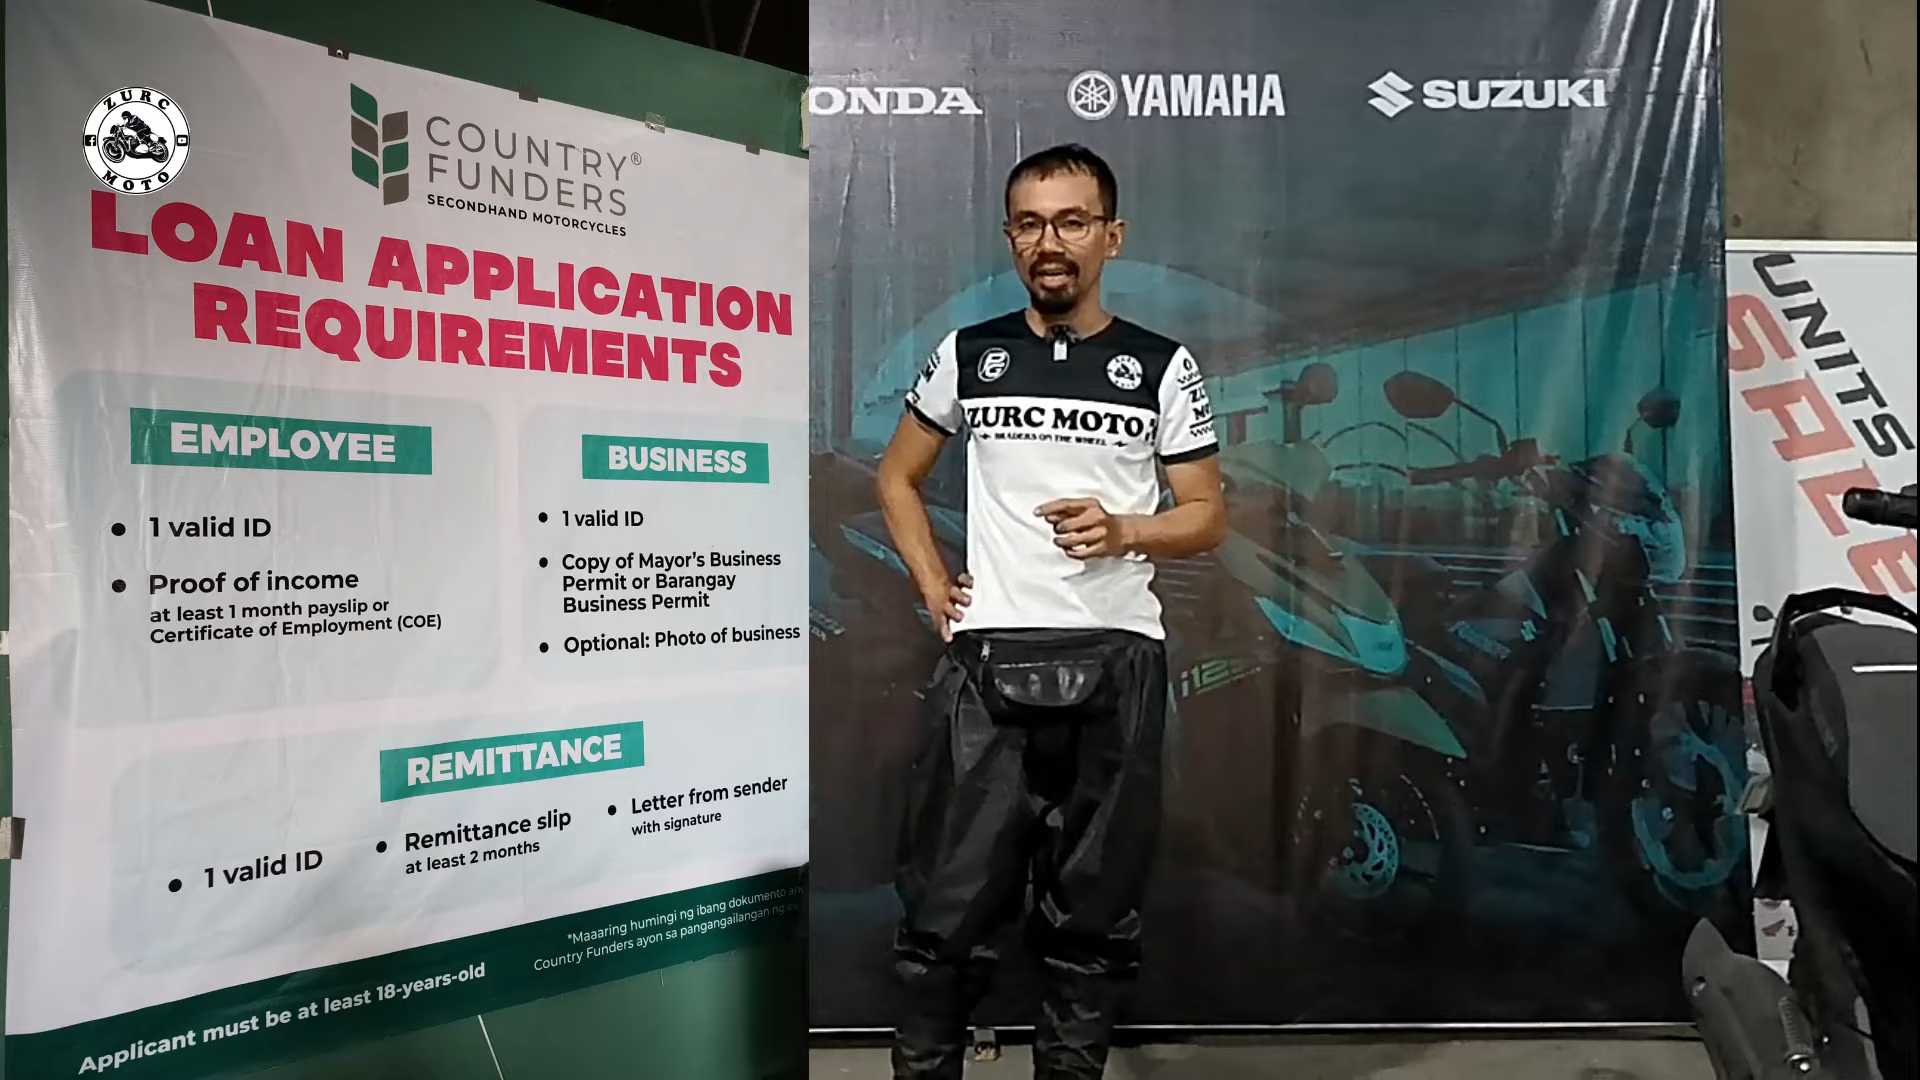 ZURC
MOTO
COUNTRY
FUNDERS®
SECONDHAND MOTORCYCLES
LOAN APPLICATION
REQUIREMENTS
EMPLOYEE
• 1 valid ID
• Proof of income
at least 1 month payslip or
Certificate of Employment (COE)
BUSINESS
• 1 valid ID
• Copy of Mayor's Business
Permit or Barangay
Business Permit
• Optional: Photo of business
REMITTANCE
• 1 valid ID
• Remittance slip
at least 2 months
• Letter from sender
with signature
*Maaaring humingi ng ibang dokumento
Country Funders ayon sa pangangailangan ng
Applicant must be at least 18-years-old
ONDA
YAMAHA
SUZUKI
ZURC MOTO
UNITS
SALE
i125